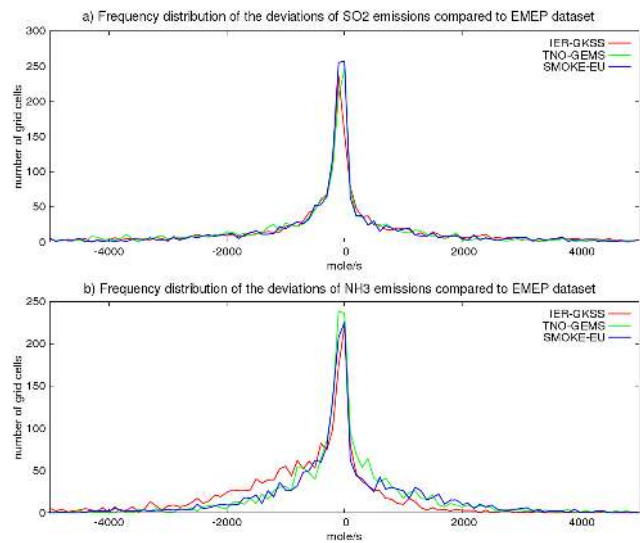 a) Frequency distribution of the deviations of SO2 emissions compared to EMEP dataset
300
250
200
150
100
50
0
number of grid cells
IER-GKSS
TNO-GEMS
SMOKE-EU
-4000 -2000 0 2000 4000
mole/s
b) Frequency distribution of the deviations of NH3 emissions compared to EMEP dataset
250
200
150
100
50
0
number of grid cells
IER-GKSS
TNO-GEMS
SMOKE-EU
-4000 -2000 0 2000 4000
mole/s